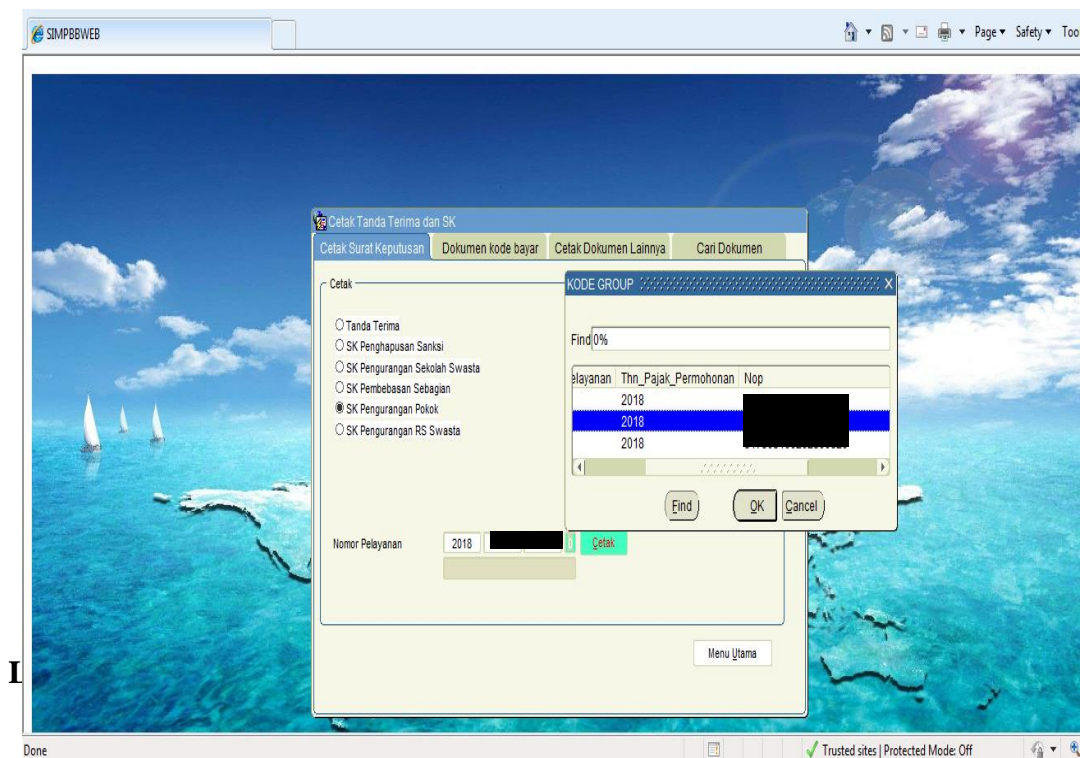 SIMPBBWEB
Page Safety Tool
Cetak Tanda Terima dan SK
Cetak Surat Keputusan Dokumen kode bayar Cetak Dokumen Lainnya Cari Dokumen
Cetak
Tanda Terima
SK Penghapusan Sanksi
SK Pengurangan Sekolah Swasta
SK Pembebasan Sebagian
SK Pengurangan Pokok
SK Pengurangan RS Swasta
KODE GROUP X
Find 0%
elayanan Thn_Pajak_Permohonan Nop
2018
2018
2018
Find OK Cancel
Nomor Pelayanan 2018 Cetak
Menu Utama
Done Trusted sites | Protected Mode: Off